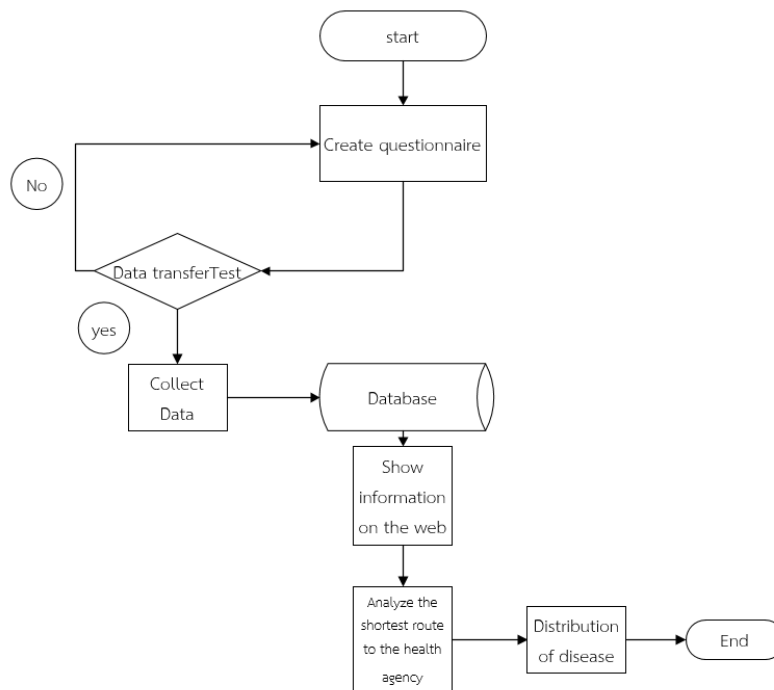 start
Create questionnaire
No
Data transferTest
yes
Collect
Data
Database
Show
information
on the web
Analyze the
shortest route
to the health
agency
Distribution
of disease
End